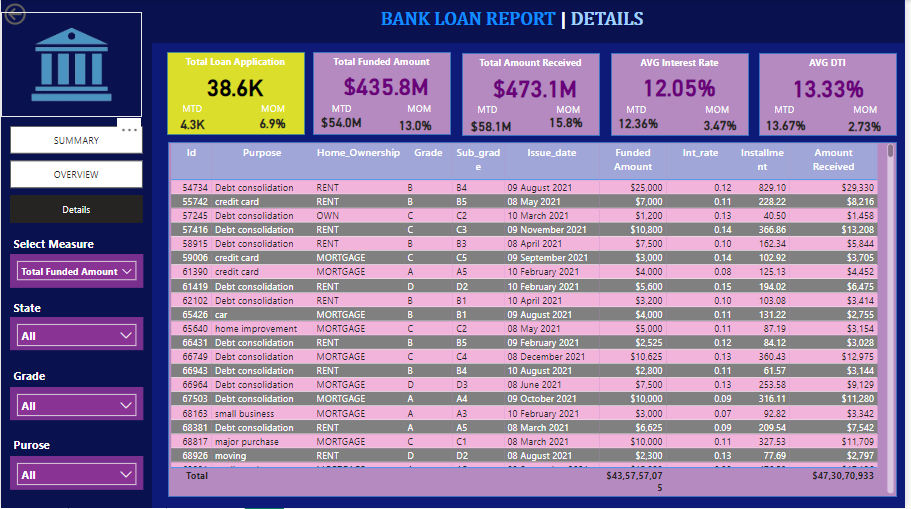 BANK LOAN REPORT | DETAILS
Total Loan Application
38.6K
MTD MOM
4.3K 6.9%
Total Funded Amount
$435.8M
MTD MOM
$54.0M 13.0%
Total Amount Received
$473.1M
MTD MOM
$58.1M 15.8%
AVG Interest Rate
12.05%
MTD MOM
12.36% 3.47%
AVG DTI
13.33%
MTD MOM
13.67% 2.73%
SUMMARY
OVERVIEW
Details
Select Measure
Total Funded Amount
State
All
Grade
All
Purose
All
Id Purpose Home_Ownership Grade Sub_grad Issue_date Funded Int_rate Installme Amount
e Amount nt Received
54734 Debt consolidation RENT B B4 09 August 2021 $25,000 0.12 829.10 $29,330
55742 credit card RENT B B5 08 May 2021 $7,000 0.11 228.22 $8,216
57245 Debt consolidation OWN C C2 10 March 2021 $1,200 0.13 40.50 $1,458
57416 Debt consolidation RENT C C3 09 November 2021 $10,800 0.14 366.86 $13,208
58915 Debt consolidation RENT B B3 08 April 2021 $7,500 0.10 162.34 $5,844
59006 credit card MORTGAGE C C5 09 September 2021 $3,000 0.14 102.92 $3,705
61390 credit card MORTGAGE A A5 10 February 2021 $4,000 0.08 125.13 $4,452
61419 Debt consolidation RENT D D2 10 February 2021 $5,600 0.15 194.02 $6,475
62102 Debt consolidation RENT B B1 10 April 2021 $3,200 0.10 103.08 $3,414
65426 car MORTGAGE B B1 09 August 2021 $4,000 0.11 131.22 $2,755
65640 home improvement MORTGAGE C C2 08 May 2021 $5,000 0.11 87.19 $3,154
66431 Debt consolidation RENT B B5 09 February 2021 $2,525 0.12 84.12 $3,028
66749 Debt consolidation MORTGAGE C C4 08 December 2021 $10,625 0.13 360.43 $12,975
66943 Debt consolidation RENT B B4 10 August 2021 $2,800 0.11 61.57 $3,144
66964 Debt consolidation MORTGAGE D D3 08 June 2021 $7,500 0.13 253.58 $9,129
67503 Debt consolidation MORTGAGE A A4 09 October 2021 $10,000 0.09 316.11 $11,280
68163 small business MORTGAGE A A3 10 February 2021 $3,000 0.07 92.82 $3,342
68381 Debt consolidation RENT A A5 08 March 2021 $6,625 0.09 209.54 $7,542
68817 major purchase MORTGAGE C C1 08 March 2021 $10,000 0.11 327.53 $11,709
68926 moving RENT D D2 08 August 2021 $2,300 0.13 77.69 $2,797
Total $43,57,57,07 $47,30,70,933
5